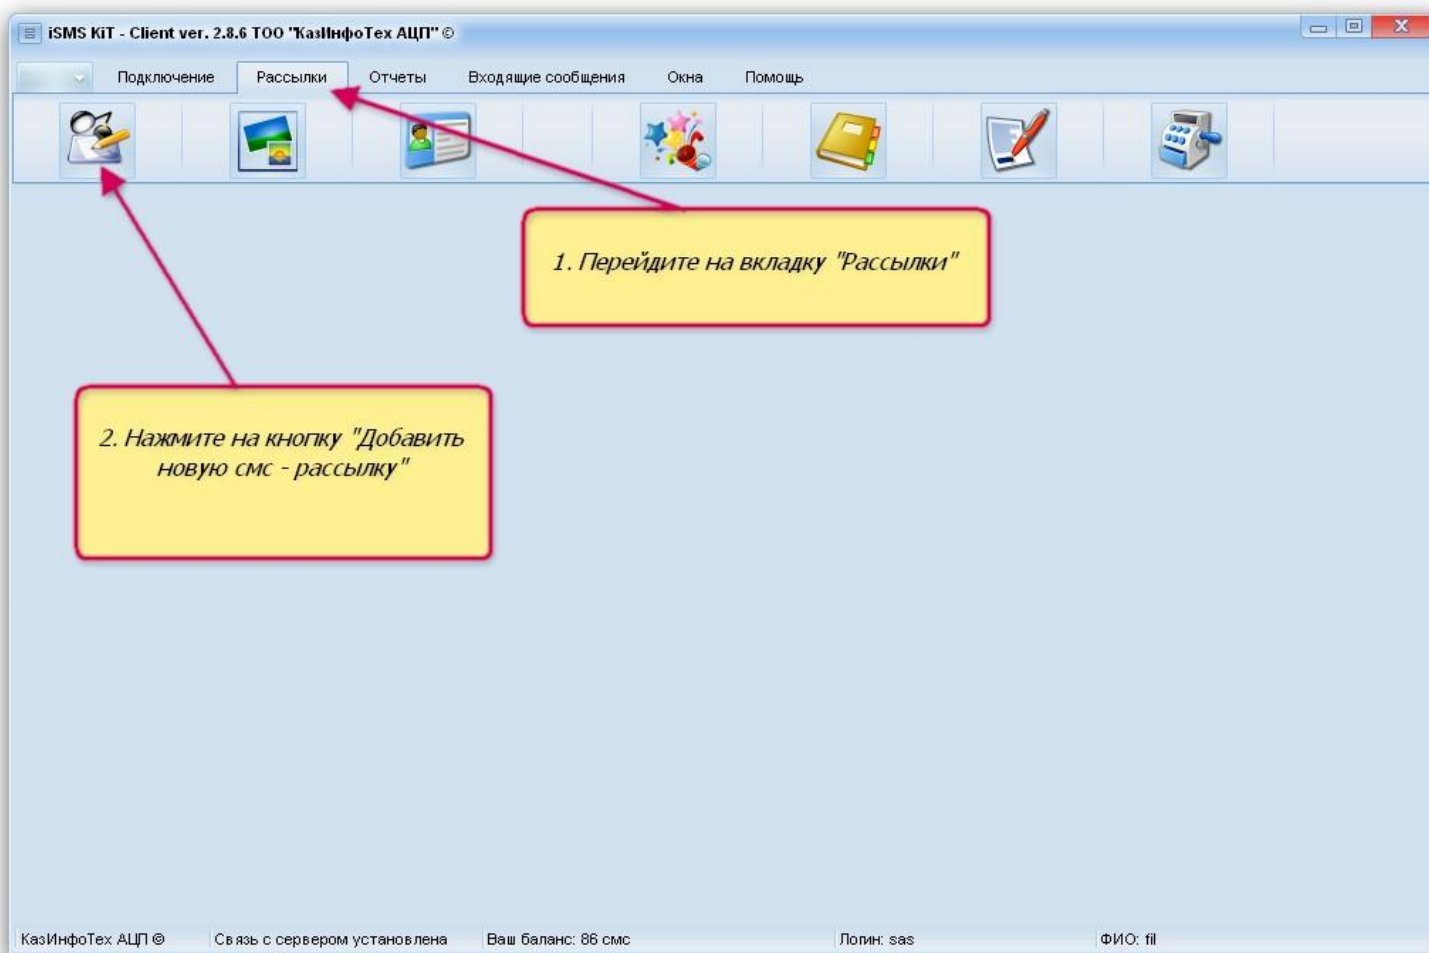 iSMS KiT - Client ver. 2.8.6 ТОО "КазИнфоТех АЦП" ©
Подключение Рассылки Отчеты Входящие сообщения Окна Помощь
1. Перейдите на вкладку "Рассылки"
2. Нажмите на кнопку "Добавить
новую смс - рассылку"
КазИнфоТех АЦП © Связь с сервером установлена Ваш баланс: 86 смс Логин: sas ФИО: fil